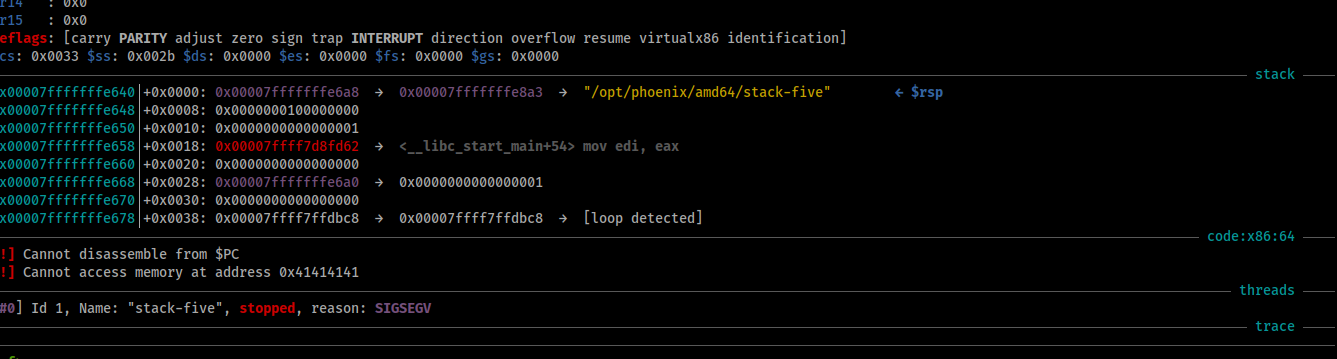 r14   : 0x0
r15   : 0x0
eflags: [carry PARITY adjust zero sign trap INTERRUPT direction overflow resume virtualx86 identification]
cs: 0x0033 $ss: 0x002b $ds: 0x0000 $es: 0x0000 $fs: 0x0000 $gs: 0x0000
stack
x00007fffffffe640│+0x0000: 0x00007fffffffe6a8  →  0x00007fffffffe8a3  →  "/opt/phoenix/amd64/stack-five"        ← $rsp
x00007fffffffe648│+0x0008: 0x0000000100000000
x00007fffffffe650│+0x0010: 0x0000000000000001
x00007fffffffe658│+0x0018: 0x00007ffff7d8fd62  →  <__libc_start_main+54> mov edi, eax
x00007fffffffe660│+0x0020: 0x0000000000000000
x00007fffffffe668│+0x0028: 0x00007fffffffe6a0  →  0x0000000000000001
x00007fffffffe670│+0x0030: 0x0000000000000000
x00007fffffffe678│+0x0038: 0x00007ffff7ffdbc8  →  0x00007ffff7ffdbc8  →  [loop detected]
code:x86:64
!] Cannot disassemble from $PC
!] Cannot access memory at address 0x41414141
threads
#0] Id 1, Name: "stack-five", stopped, reason: SIGSEGV
trace